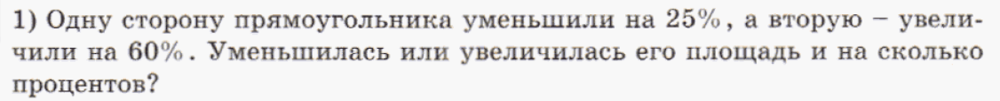 1) Одну сторону прямоугольника уменьшили на 25%, а вторую – увели-
чили на 60%. Уменьшилась или увеличилась его площадь и на сколько
процентов?